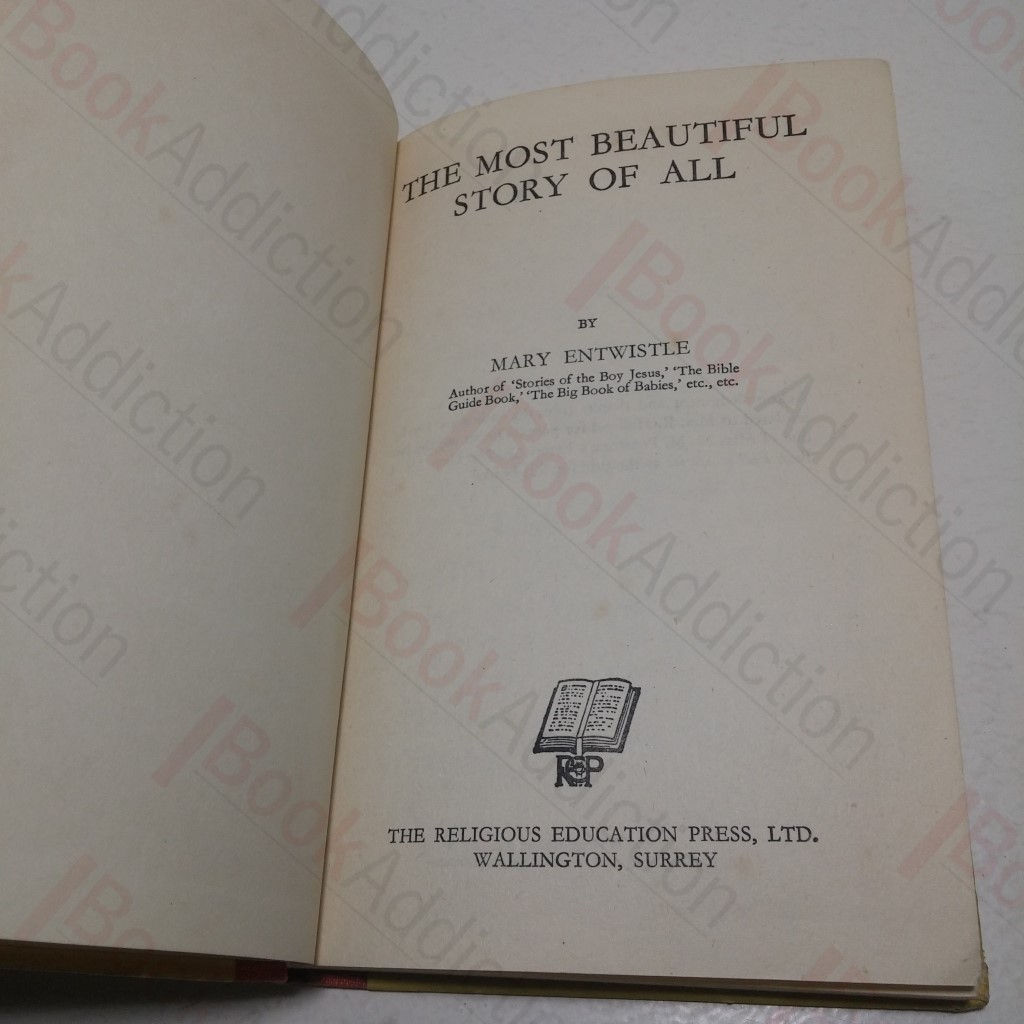 THE MOST BEAUTIFUL
STORY OF ALL
BY
MARY ENTWISTLE
Author of ‘Stories of the Boy Jesus,’ ‘The Bible
Guide Book,’ ‘The Big Book of Babies,’ etc., etc.
REP
THE RELIGIOUS EDUCATION PRESS, LTD.
WALLINGTON, SURREY
BookAddiction